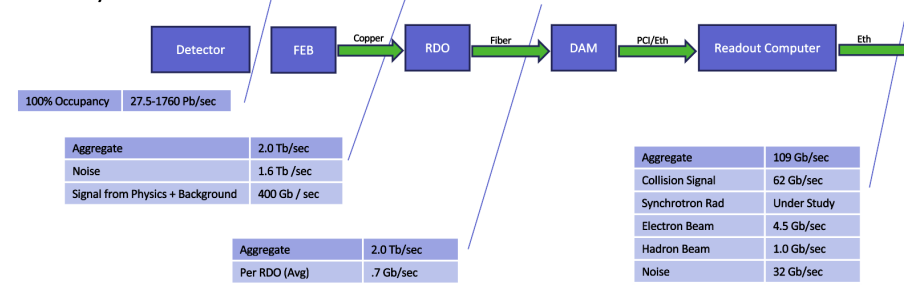 Copper
Fiber
PCI/Eth
Eth
Detector
FEB
RDO
DAM
Readout Computer
100% Occupancy 27.5-1760 Pb/sec
Aggregate 2.0 Tb/sec
Noise 1.6 Tb /sec
Signal from Physics + Background 400 Gb / sec
Aggregate 2.0 Tb/sec
Per RDO (Avg) .7 Gb/sec
Aggregate 109 Gb/sec
Collision Signal 62 Gb/sec
Synchrotron Rad Under Study
Electron Beam 4.5 Gb/sec
Hadron Beam 1.0 Gb/sec
Noise 32 Gb/sec